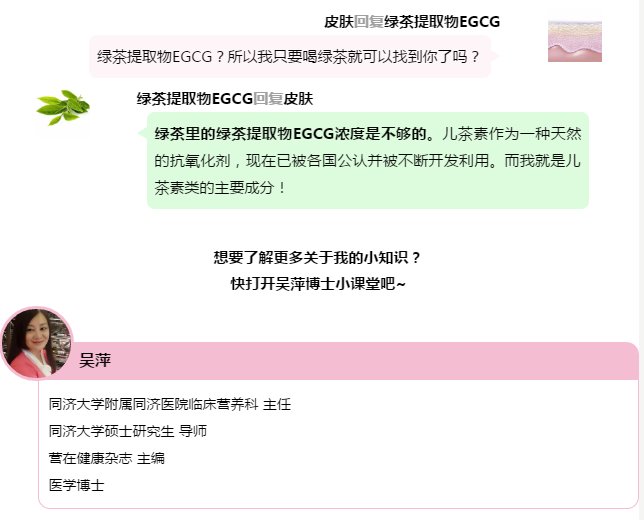 皮肤回复绿茶提取物EGCG
绿茶提取物EGCG？所以我只要喝绿茶就可以找到你了吗？
绿茶提取物EGCG回复皮肤
绿茶里的绿茶提取物EGCG浓度是不够的。儿茶素作为一种天然
的抗氧化剂，现在已被各国公认并被不断开发利用。而我就是儿
茶素类的主要成分！
想要了解更多关于我的小知识？
快打开吴萍博士小课堂吧~
吴萍
同济大学附属同济医院临床营养科 主任
同济大学硕士研究生 导师
营在健康杂志 主编
医学博士